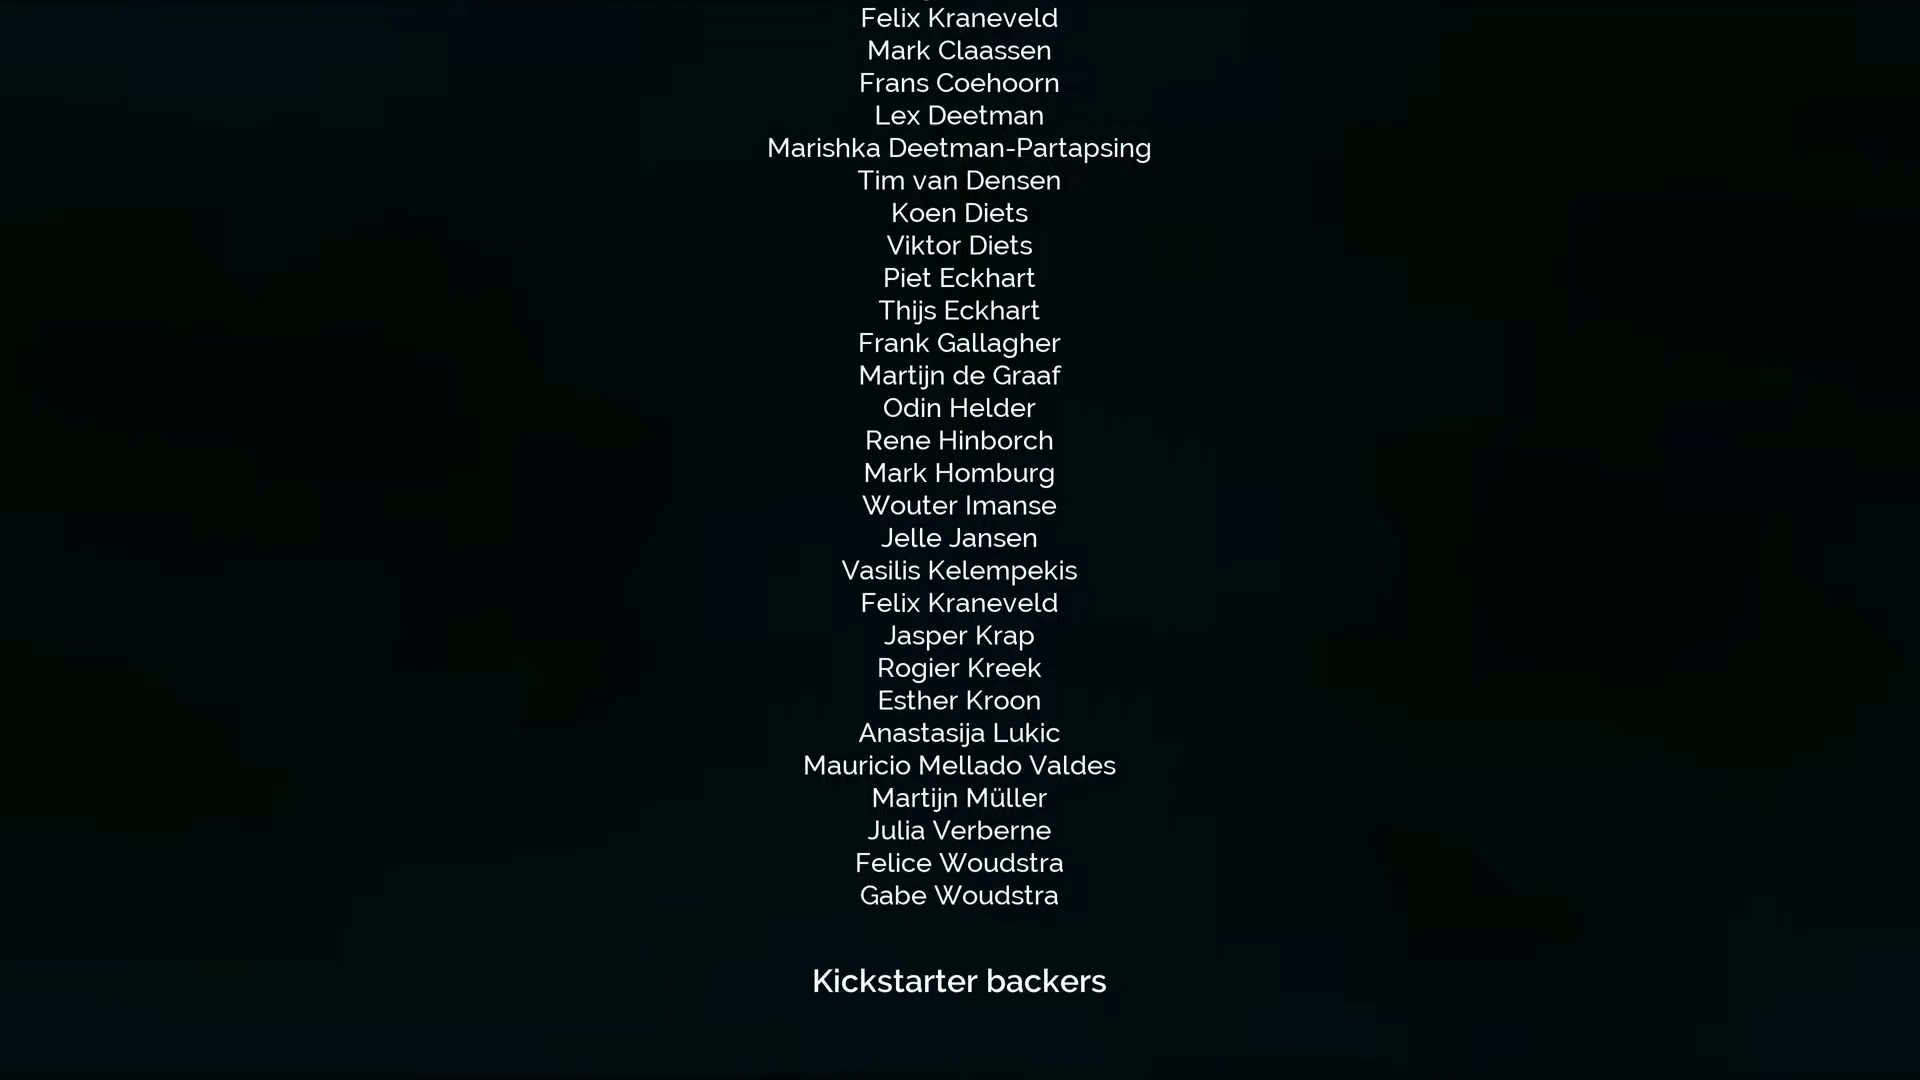 Felix Kraneveld
Mark Claassen
Frans Coehoorn
Lex Deetman
Marishka Deetman-Partapsing
Tim van Densen
Koen Diets
Viktor Diets
Piet Eckhart
Thijs Eckhart
Frank Gallagher
Martijn de Graaf
Odin Helder
Rene Hinborch
Mark Homburg
Wouter Imanse
Jelle Jansen
Vasilis Kelempekis
Felix Kraneveld
Jasper Krap
Rogier Kreek
Esther Kroon
Anastasija Lukic
Mauricio Mellado Valdes
Martijn Müller
Julia Verberne
Felice Woudstra
Gabe Woudstra
Kickstarter backers